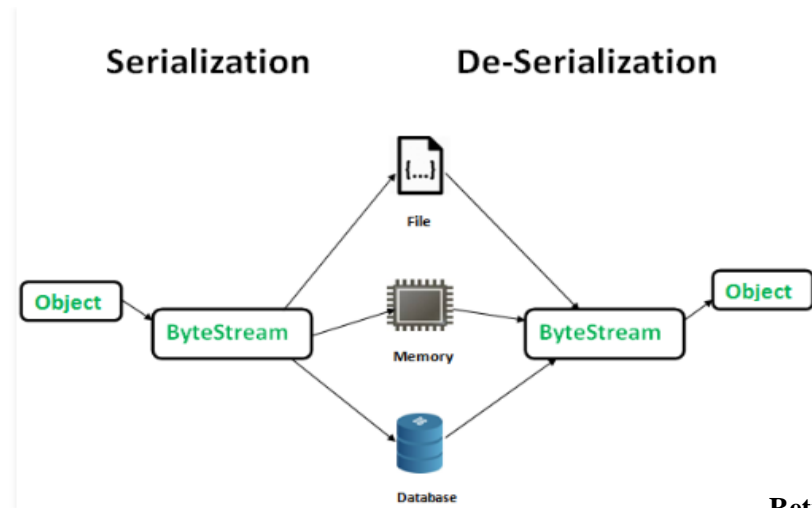 Serialization De-Serialization
{...}
File
Object
ByteStream
Memory
ByteStream
Object
Database